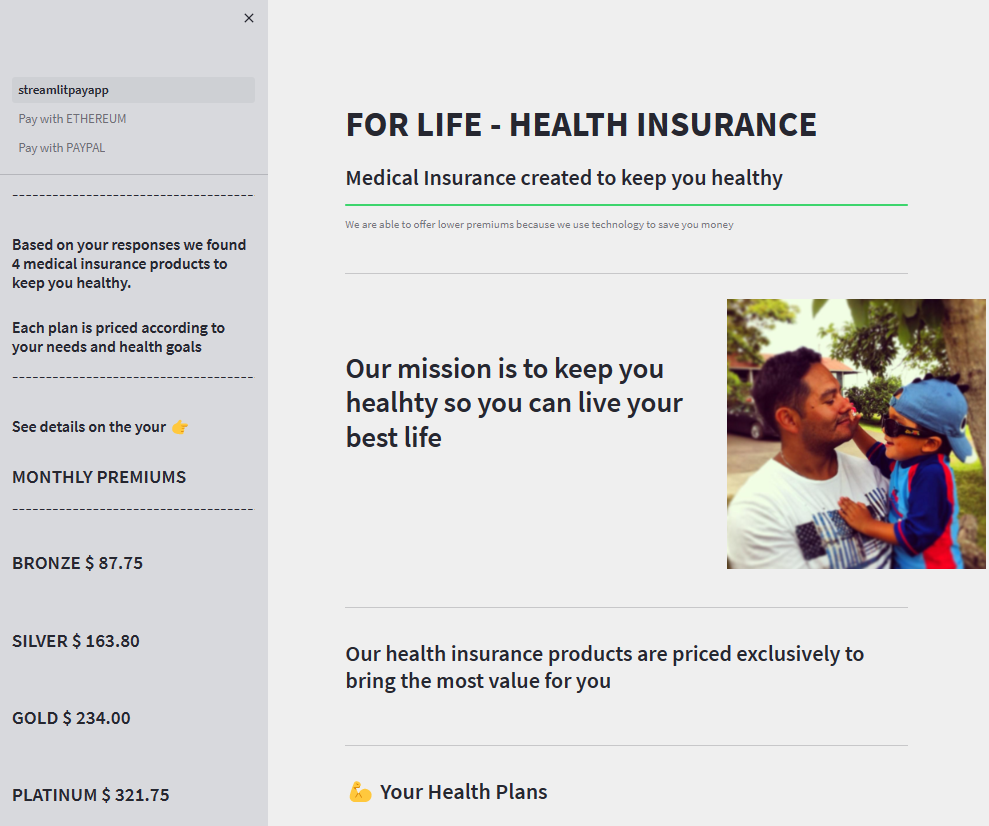 ×
streamlitpayapp
Pay with ETHEREUM
Pay with PAYPAL
--------------------------------
Based on your responses we found
4 medical insurance products to
keep you healthy.
Each plan is priced according to
your needs and health goals
--------------------------------
See details on the your 👉
MONTHLY PREMIUMS
--------------------------------
BRONZE $ 87.75
SILVER $ 163.80
GOLD $ 234.00
PLATINUM $ 321.75
FOR LIFE - HEALTH INSURANCE
Medical Insurance created to keep you healthy
We are able to offer lower premiums because we use technology to save you money
Our mission is to keep you
healhty so you can live your
best life
Our health insurance products are priced exclusively to
bring the most value for you
💪 Your Health Plans